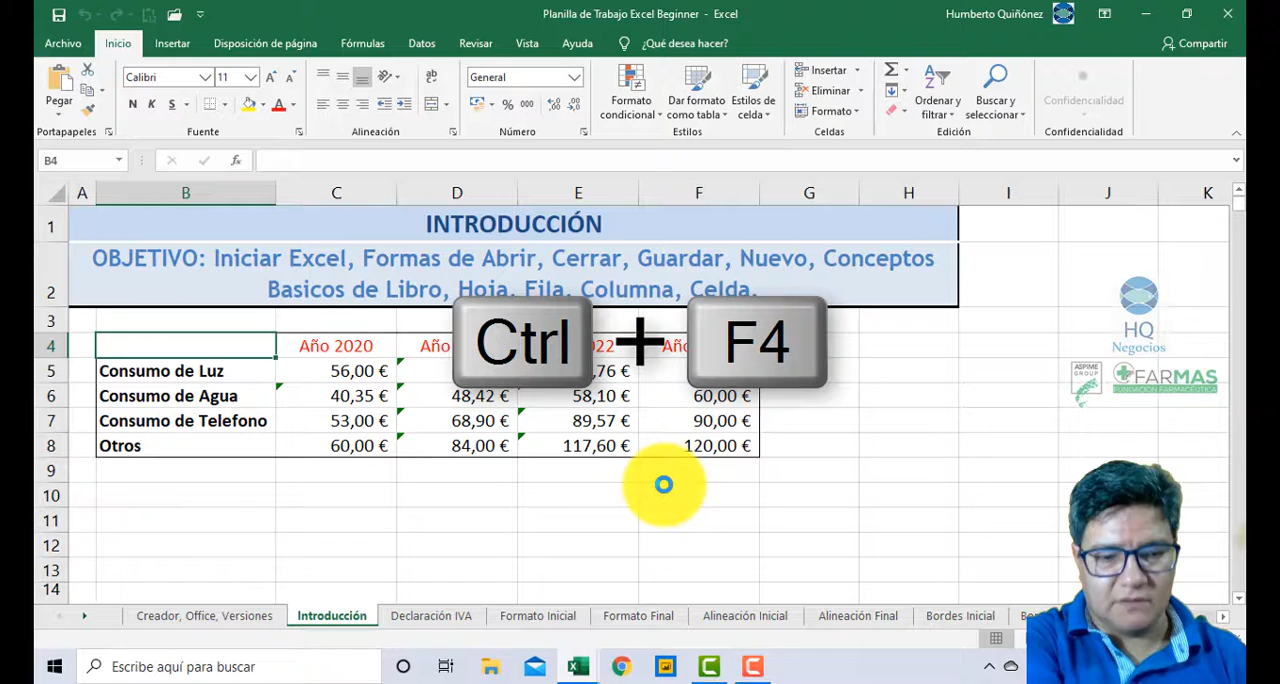 Planilla de Trabajo Excel Beginner - Excel
Humberto Quiñónez
Archivo Inicio Insertar Disposición de página Fórmulas Datos Revisar Vista Ayuda ¿Qué desea hacer? Compartir
Pegar
Portapapeles
Calibri 11
N K S
Fuente
Alineación
General
% 000
Número
Formato condicional
Dar formato como tabla
Estilos de celda
Estilos
Insertar
Eliminar
Formato
Celdas
Ordenar y filtrar
Buscar y seleccionar
Edición
Confidencialidad
Confidencialidad
B4 fx
A B C D E F G H I J K
1 INTRODUCCIÓN
2 OBJETIVO: Iniciar Excel, Formas de Abrir, Cerrar, Guardar, Nuevo, Conceptos
Basicos de Libro, Hoja, Fila, Columna, Celda.
3
4 Año 2020
5 Consumo de Luz 56,00 €
6 Consumo de Agua 40,35 € 48,42 € 58,10 € 60,00 €
7 Consumo de Telefono 53,00 € 68,90 € 89,57 € 90,00 €
8 Otros 60,00 € 84,00 € 117,60 € 120,00 €
9
10
11
12
13
14
Ctrl + F4
HQ
Negocios
ASPIME
GROUP
FARMAS
FUNDACIÓN FARMACÉUTICA
Creador, Office, Versiones Introducción Declaración IVA Formato Inicial Formato Final Alineación Inicial Alineación Final Bordes Inicial
Escribe aquí para buscar